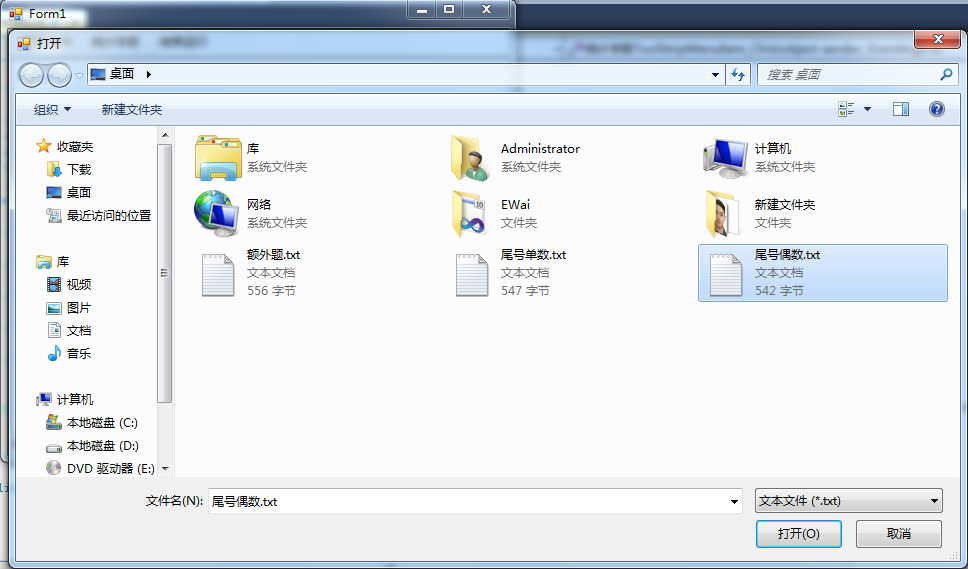 Form1
打开
桌面
搜索 桌面
组织
新建文件夹
收藏夹
下载
桌面
最近访问的位置
库
视频
图片
文档
音乐
计算机
本地磁盘 (C:)
本地磁盘 (D:)
DVD 驱动器 (E:)
库
系统文件夹
Administrator
系统文件夹
计算机
系统文件夹
网络
系统文件夹
EWai
文件夹
新建文件夹
文件夹
额外题.txt
文本文档
556 字节
尾号单数.txt
文本文档
547 字节
尾号偶数.txt
文本文档
542 字节
文件名(N):
尾号偶数.txt
文本文件 (*.txt)
打开(O)
取消